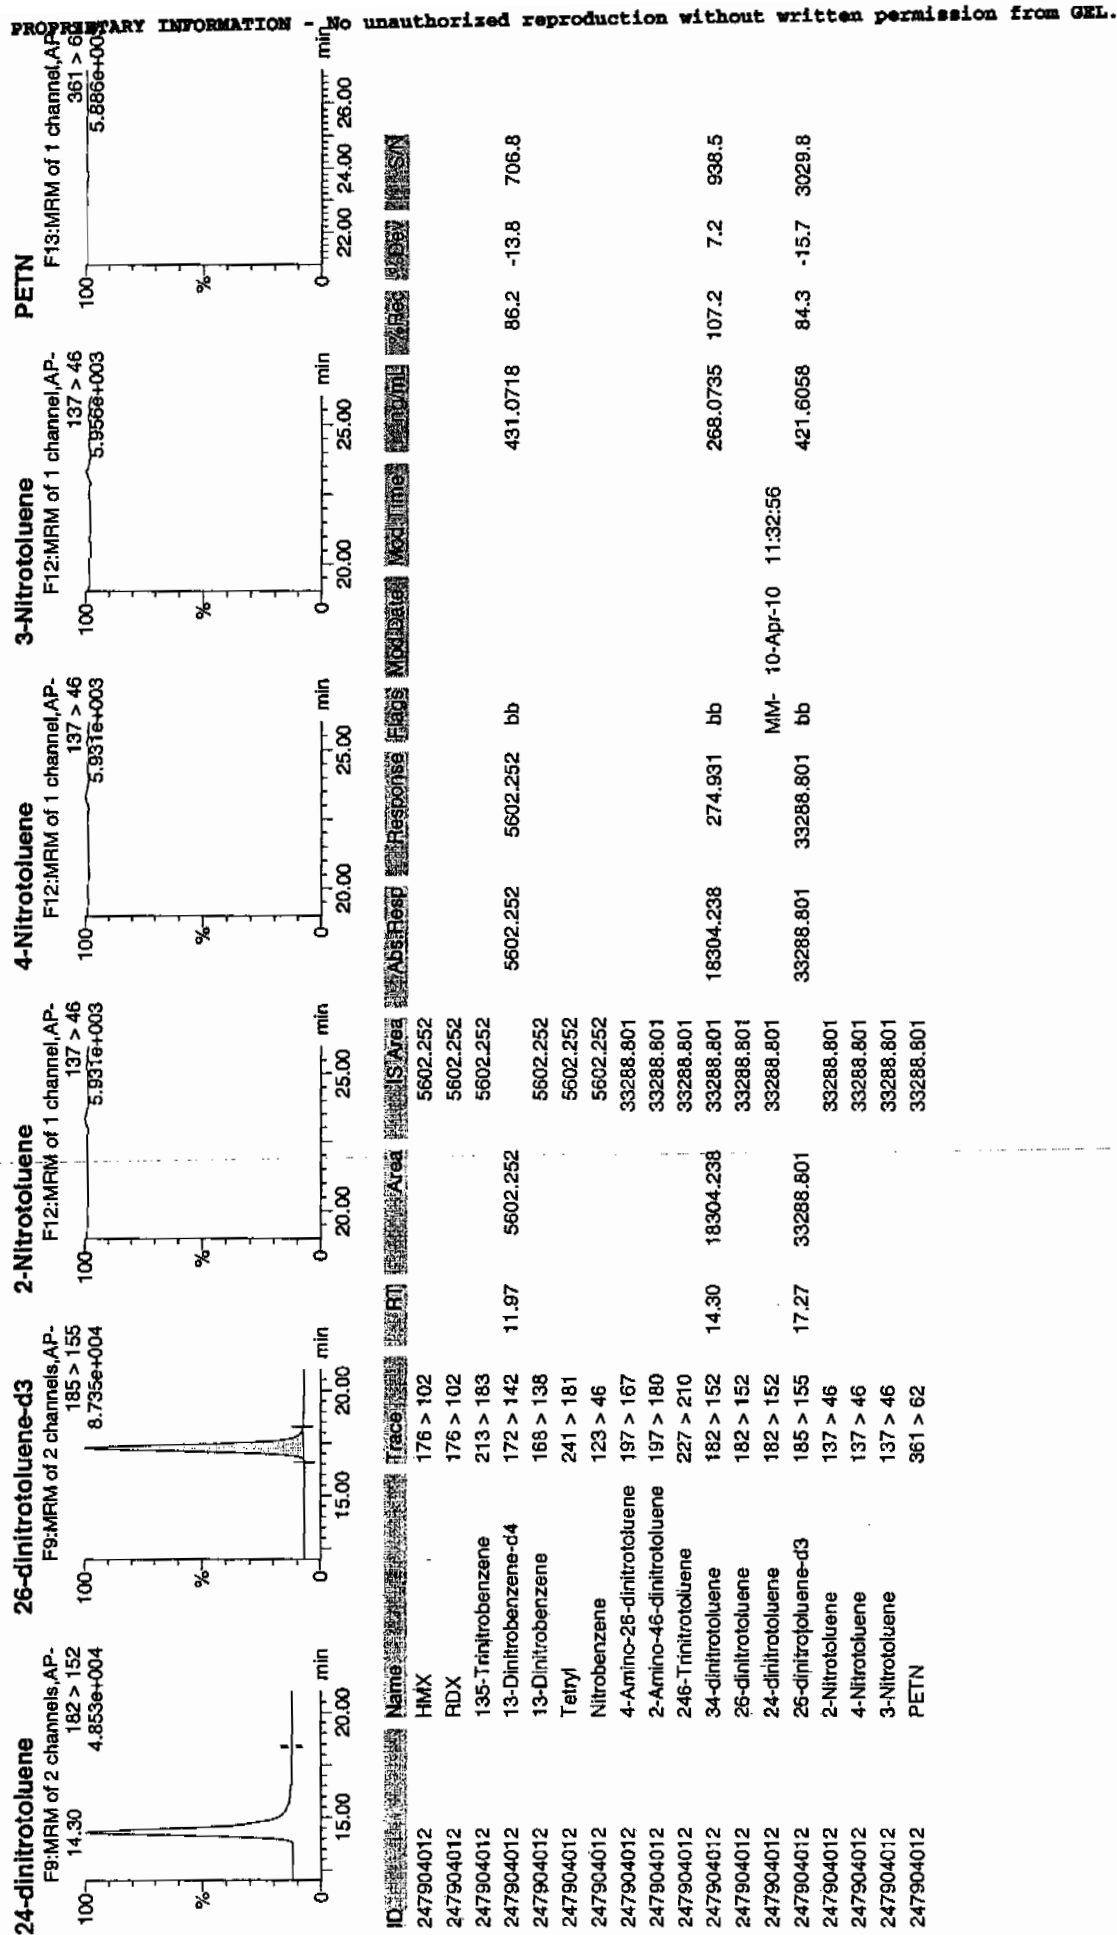 PROPRIETARY INFORMATION - No unauthorized reproduction without written permission from GEL.
24-dinitrotoluene
F9:MRM of 2 channels,AP-
14.30 182 > 152
4.853e+004
100
%
0
15.00 20.00 min
26-dinitrotoluene-d3
F9:MRM of 2 channels,AP-
185 > 155
8.735e+004
100
%
0
15.00 20.00 min
2-Nitrotoluene
F12:MRM of 1 channel,AP-
137 > 46
5.931e+003
100
%
0
20.00 25.00 min
4-Nitrotoluene
F12:MRM of 1 channel,AP-
137 > 46
5.931e+003
100
%
0
20.00 25.00 min
3-Nitrotoluene
F12:MRM of 1 channel,AP-
137 > 46
5.956e+003
100
%
0
20.00 25.00 min
PETN
F13:MRM of 1 channel,AP-
361 > 6
5.886e+00
100
%
0
22.00 24.00 26.00 min
ID Name Trace RT Area IS Area Abs.Resp Response Flags Mod.Date Mod.Time ng/mL %Rec %Dev S/N
247904012 HMX 176 > 102 5602.252
247904012 RDX 176 > 102 5602.252
247904012 135-Trinitrobenzene 213 > 183 5602.252
247904012 13-Dinitrobenzene-d4 172 > 142 11.97 5602.252 5602.252 5602.252 bb 431.0718 86.2 -13.8 706.8
247904012 13-Dinitrobenzene 168 > 138 5602.252
247904012 Tetryl 241 > 181 5602.252
247904012 Nitrobenzene 123 > 46 5602.252
247904012 4-Amino-26-dinitrotoluene 197 > 167 33288.801
247904012 2-Amino-46-dinitrotoluene 197 > 180 33288.801
247904012 246-Trinitrotoluene 227 > 210 33288.801
247904012 34-dinitrotoluene 182 > 152 14.30 18304.238 33288.801 18304.238 274.931 bb 268.0735 107.2 7.2 938.5
247904012 26-dinitrotoluene 182 > 152 33288.801
247904012 24-dinitrotoluene 182 > 152 33288.801 MM- 10-Apr-10 11:32:56
247904012 26-dinitrotoluene-d3 185 > 155 17.27 33288.801 33288.801 33288.801 bb 421.6058 84.3 -15.7 3029.8
247904012 2-Nitrotoluene 137 > 46 33288.801
247904012 4-Nitrotoluene 137 > 46 33288.801
247904012 3-Nitrotoluene 137 > 46 33288.801
247904012 PETN 361 > 62 33288.801